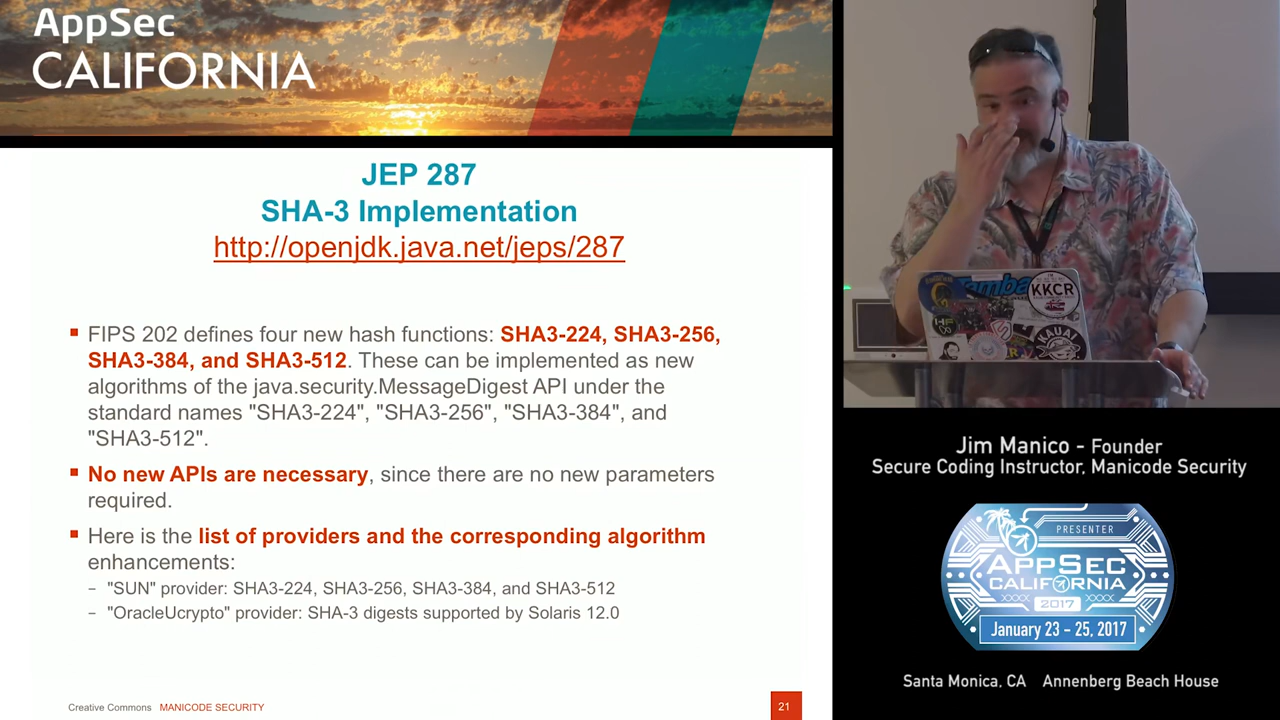 AppSec
CALIFORNIA
JEP 287
SHA-3 Implementation
http://openjdk.java.net/jeps/287
FIPS 202 defines four new hash functions: SHA3-224, SHA3-256,
SHA3-384, and SHA3-512. These can be implemented as new
algorithms of the java.security.MessageDigest API under the
standard names "SHA3-224", "SHA3-256", "SHA3-384", and
"SHA3-512".
No new APIs are necessary, since there are no new parameters
required.
Here is the list of providers and the corresponding algorithm
enhancements:
– "SUN" provider: SHA3-224, SHA3-256, SHA3-384, and SHA3-512
– "OracleUcrypto" provider: SHA-3 digests supported by Solaris 12.0
Creative Commons MANICODE SECURITY
21
KKCR
KAUAI
Jim Manico - Founder
Secure Coding Instructor, Manicode Security
PRESENTER
APPSEC
CALIFORNIA
2017
January 23 - 25, 2017
Santa Monica, CA Annenberg Beach House